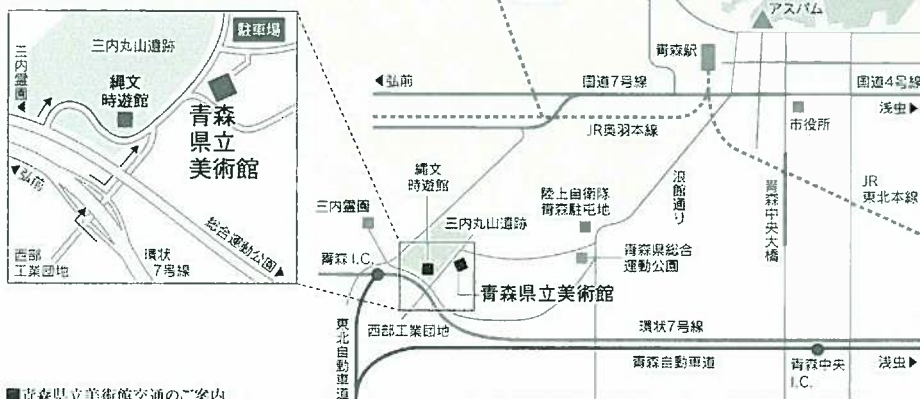 三内丸山遺跡
駐車場
三内霊園
縄文
時遊館
青森
県立
美術館
弘前
総合運動公園
西部
工業団地
環状
7号線
アスパム
青森駅
弘前
国道7号線
国道4号線
浅虫
市役所
JR奥羽本線
縄文
時遊館
陸上自衛隊
青森駐屯地
浪館通り
青森中央大橋
JR
東北本線
三内霊園
三内丸山遺跡
青森県総合
運動公園
青森I.C.
青森県立美術館
西部工業団地
環状7号線
東北自動車道
青森自動車道
青森中央
I.C.
浅虫
■青森県立美術館交通のご案内